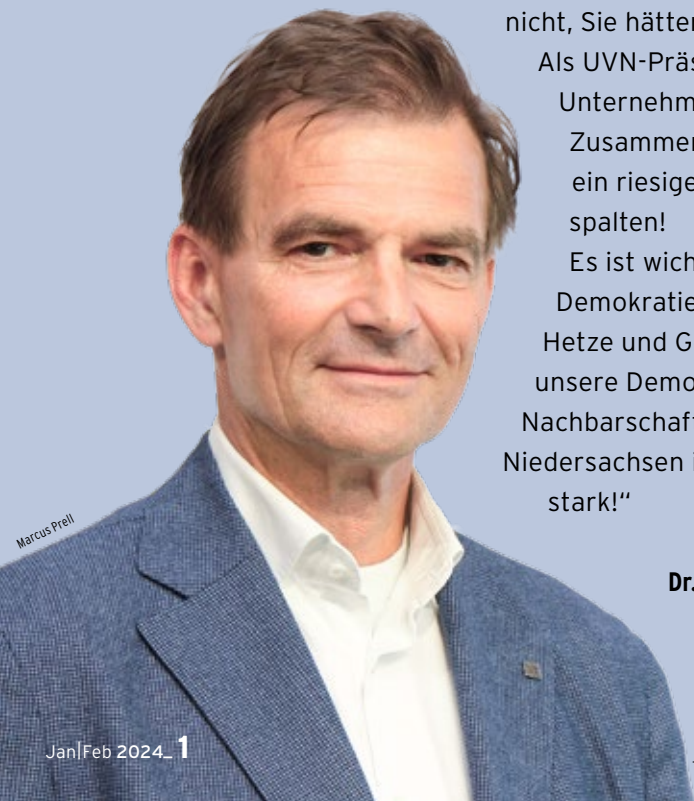 nicht, Sie hätten
Als UVN-Präs
Unternehm
Zusammen
ein riesige
spalten!
Es ist wich
Demokratie
Hetze und G
unsere Demo
Nachbarschaft
Niedersachsen i
stark!“
Dr.
Marcus Prell
Jan|Feb 2024_1